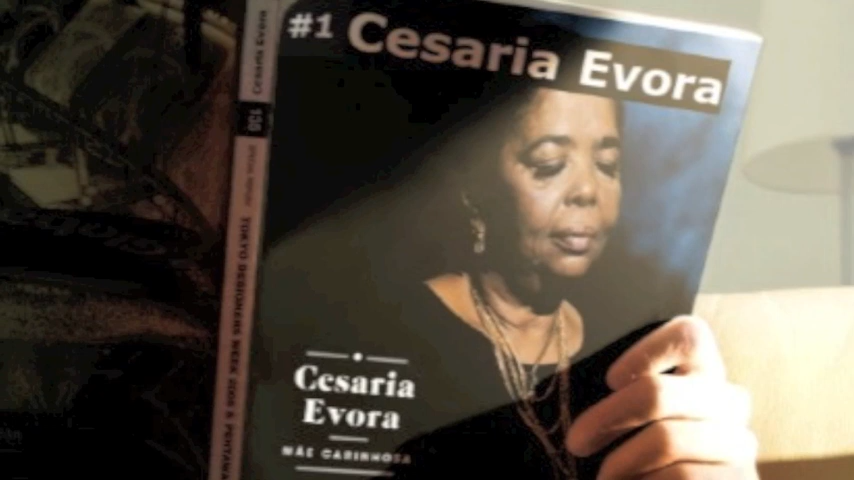 #1 Cesaria Evora
Cesaria Evora
TOKYO DESIGNERS WEEK
Cesaria
Evora
MÃE CARINHOSA